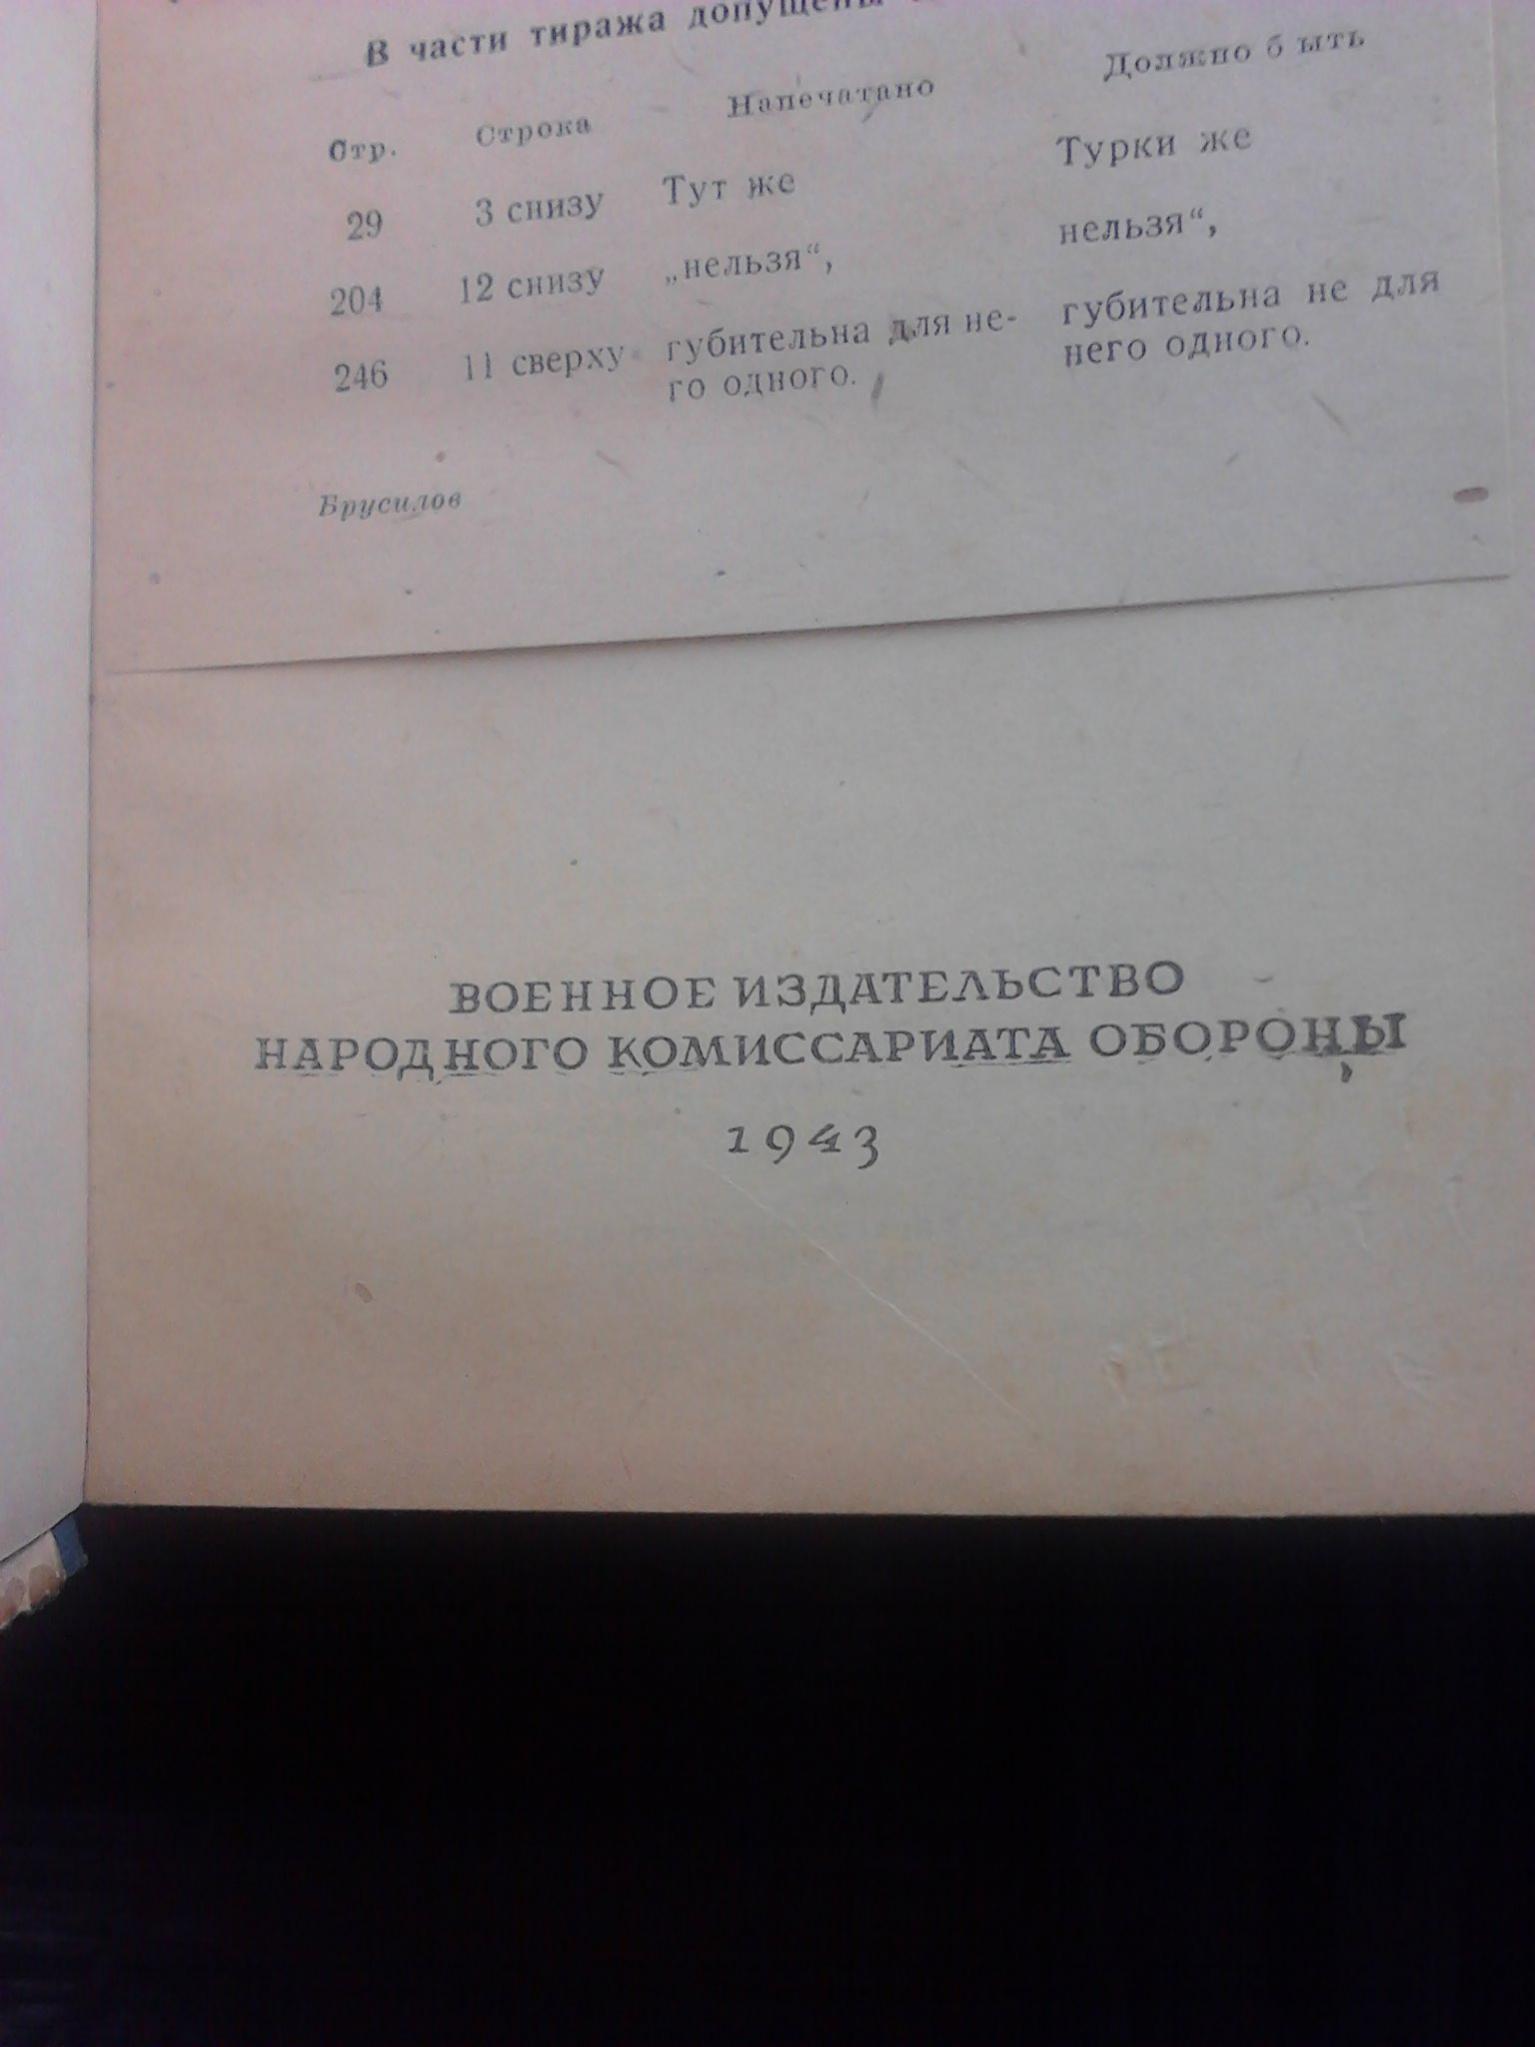 В части тиража допущены
Стр. Строка Напечатано Должно быть
29 3 снизу Тут же Турки же
204 12 снизу „нельзя“, нельзя“,
246 11 сверху губительна для не- губительна не для
го одного. него одного.
Брусилов
ВОЕННОЕ ИЗДАТЕЛЬСТВО
НАРОДНОГО КОМИССАРИАТА ОБОРОНЫ
1943